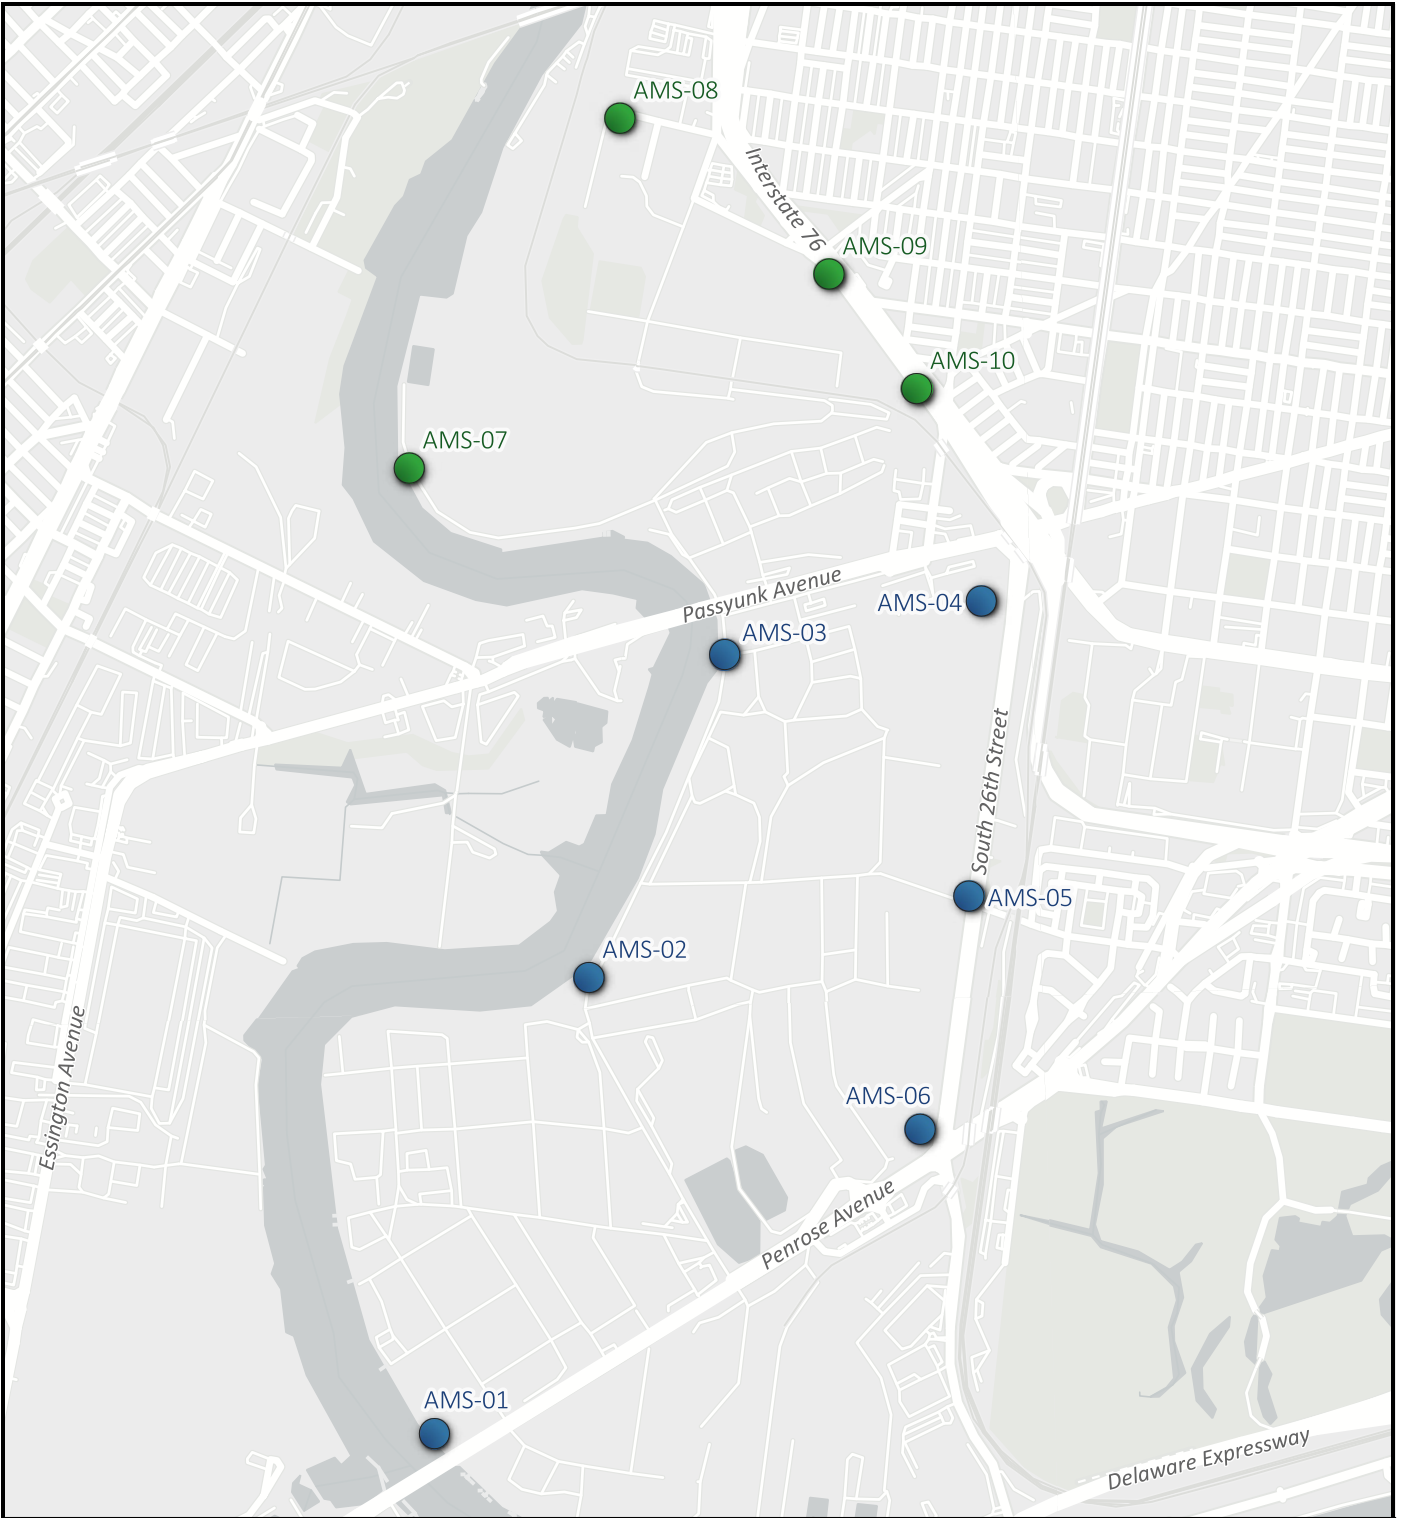 AMS-08
Interstate 76
AMS-09
AMS-10
AMS-07
Passyunk Avenue
AMS-04
AMS-03
South 26th Street
AMS-05
AMS-02
Essington Avenue
AMS-06
Penrose Avenue
AMS-01
Delaware Expressway